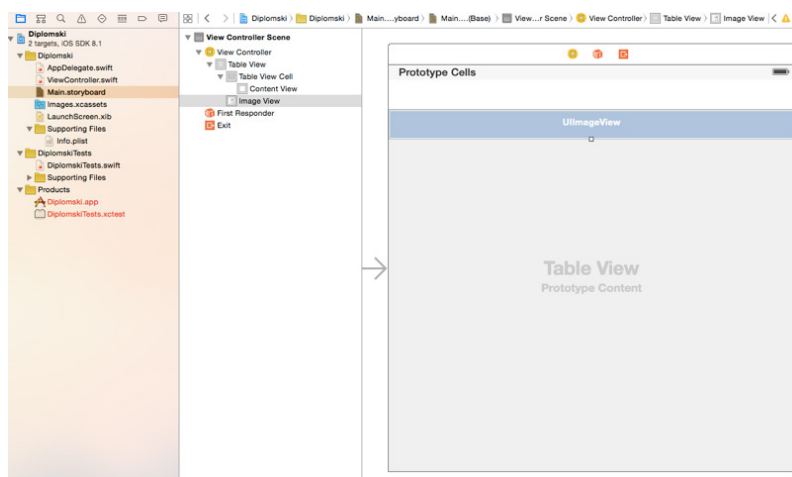 Diplomski
Diplomski
Main....yboard
Main....(Base)
View...r Scene
View Controller
Table View
Image View
Diplomski
2 targets, iOS SDK 8.1
Diplomski
AppDelegate.swift
ViewController.swift
Main.storyboard
Images.xcassets
LaunchScreen.xib
Supporting Files
Info.plist
DiplomskiTests
DiplomskiTests.swift
Supporting Files
Products
Diplomski.app
DiplomskiTests.xctest
View Controller Scene
View Controller
Table View
Table View Cell
Content View
Image View
First Responder
Exit
Prototype Cells
UIImageView
Table View
Prototype Content